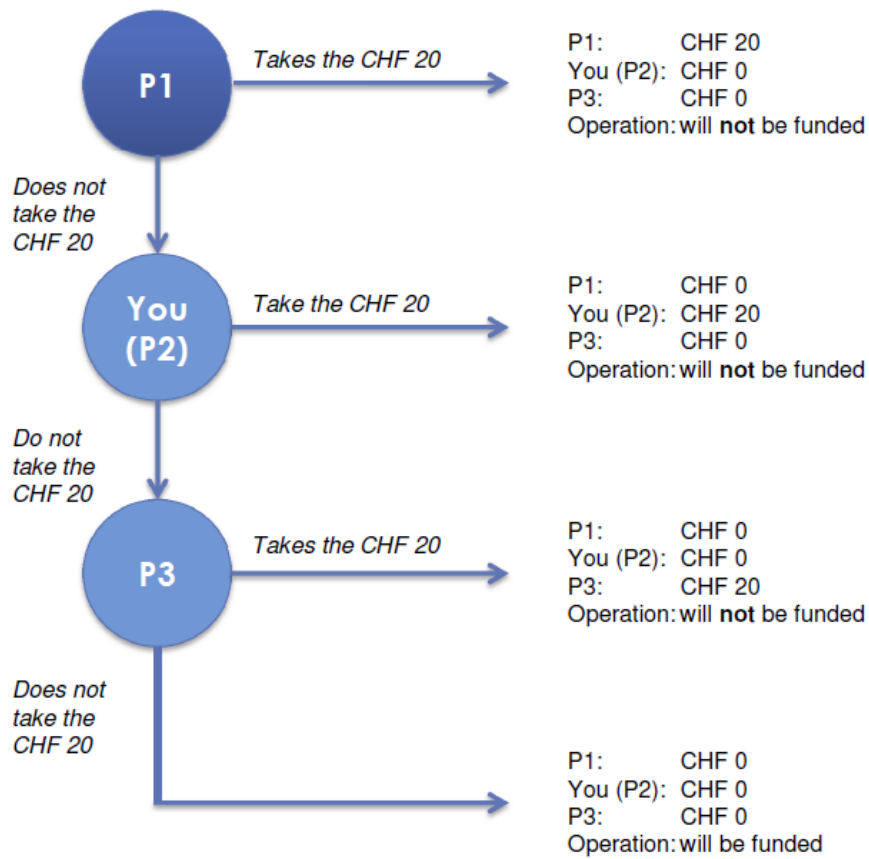 P1
Takes the CHF 20
P1: CHF 20
You (P2): CHF 0
P3: CHF 0
Operation: will not be funded
Does not
take the
CHF 20
You
(P2)
Take the CHF 20
P1: CHF 0
You (P2): CHF 20
P3: CHF 0
Operation: will not be funded
Do not
take the
CHF 20
P3
Takes the CHF 20
P1: CHF 0
You (P2): CHF 0
P3: CHF 20
Operation: will not be funded
Does not
take the
CHF 20
P1: CHF 0
You (P2): CHF 0
P3: CHF 0
Operation: will be funded